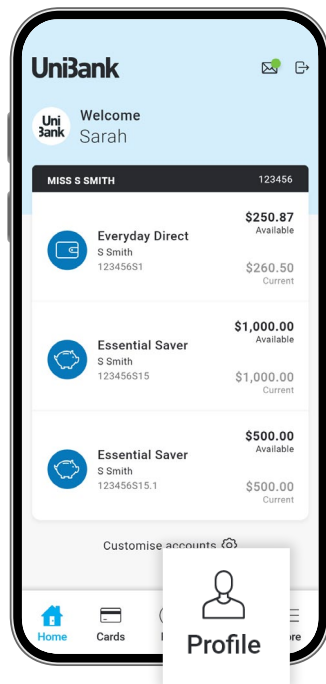 UniBank
Uni
Bank
Welcome
Sarah
MISS S SMITH 123456
$250.87
Available
Everyday Direct
S Smith
123456S1
$260.50
Current
$1,000.00
Available
Essential Saver
S Smith
123456S15
$1,000.00
Current
$500.00
Available
Essential Saver
S Smith
123456S15.1
$500.00
Current
Customise accounts
Home
Cards
Profile